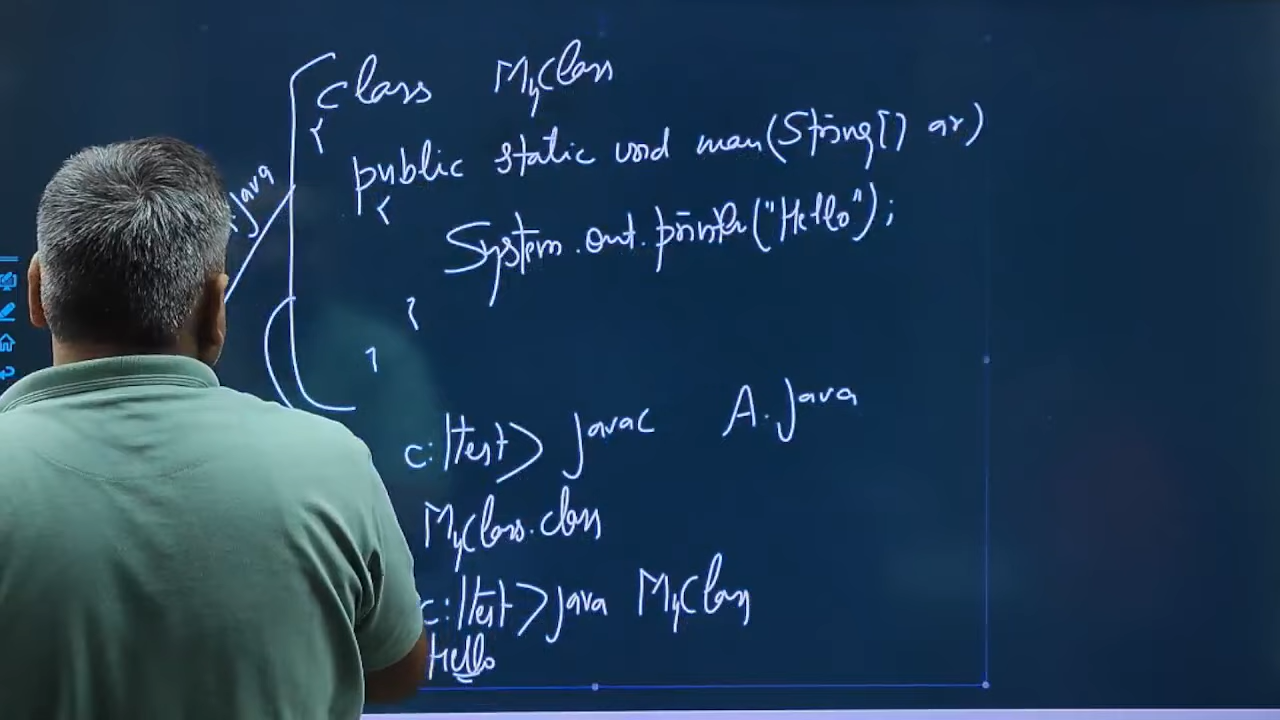 class MyClass
{
public static void main(String[] ar)
{
System.out.println("Hello");
}
}
.java
c:\test> javac A.java
MyClass.class
c:\test>java MyClass
Hello